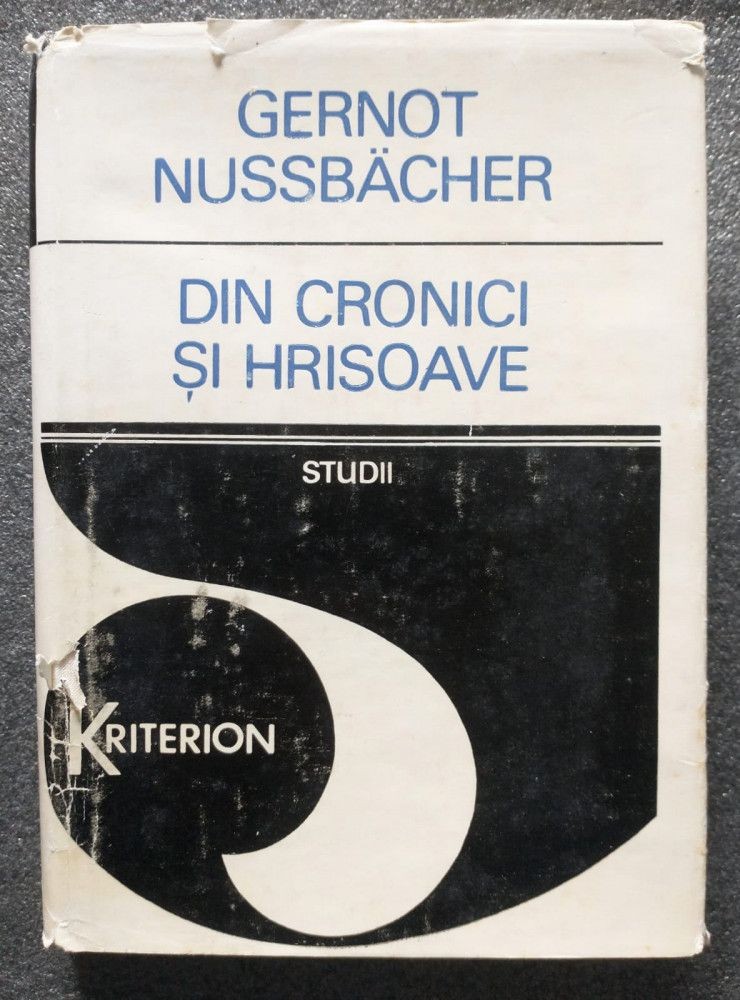 GERNOT
NUSSBÄCHER
DIN CRONICI
ȘI HRISOAVE
STUDII
KRITERION